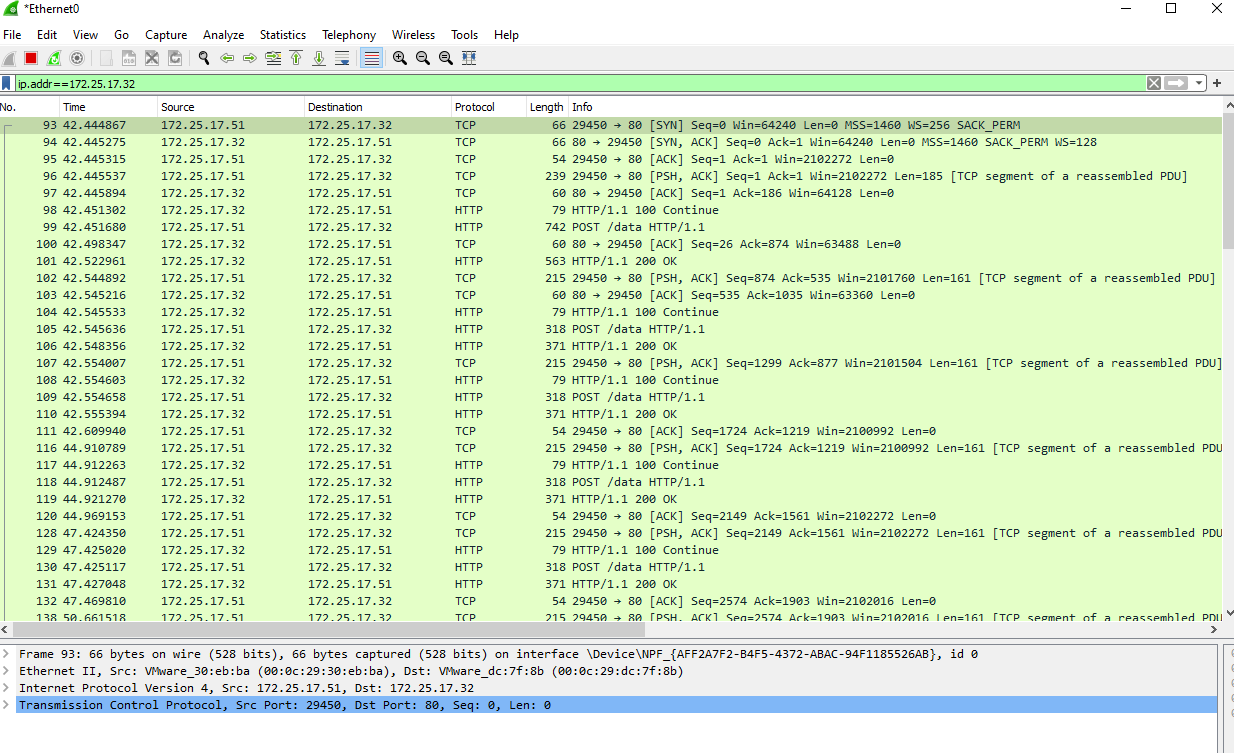 *Ethernet0
File Edit View Go Capture Analyze Statistics Telephony Wireless Tools Help
ip.addr==172.25.17.32
No. Time Source Destination Protocol Length Info
93 42.444867 172.25.17.51 172.25.17.32 TCP 66 29450 → 80 [SYN] Seq=0 Win=64240 Len=0 MSS=1460 WS=256 SACK_PERM
94 42.445275 172.25.17.32 172.25.17.51 TCP 66 80 → 29450 [SYN, ACK] Seq=0 Ack=1 Win=64240 Len=0 MSS=1460 SACK_PERM WS=128
95 42.445315 172.25.17.51 172.25.17.32 TCP 54 29450 → 80 [ACK] Seq=1 Ack=1 Win=2102272 Len=0
96 42.445537 172.25.17.51 172.25.17.32 TCP 239 29450 → 80 [PSH, ACK] Seq=1 Ack=1 Win=2102272 Len=185 [TCP segment of a reassembled PDU]
97 42.445894 172.25.17.32 172.25.17.51 TCP 60 80 → 29450 [ACK] Seq=1 Ack=186 Win=64128 Len=0
98 42.451302 172.25.17.32 172.25.17.51 HTTP 79 HTTP/1.1 100 Continue
99 42.451680 172.25.17.51 172.25.17.32 HTTP 742 POST /data HTTP/1.1
100 42.498347 172.25.17.32 172.25.17.51 TCP 60 80 → 29450 [ACK] Seq=26 Ack=874 Win=63488 Len=0
101 42.522961 172.25.17.32 172.25.17.51 HTTP 563 HTTP/1.1 200 OK
102 42.544892 172.25.17.51 172.25.17.32 TCP 215 29450 → 80 [PSH, ACK] Seq=874 Ack=535 Win=2101760 Len=161 [TCP segment of a reassembled PDU]
103 42.545216 172.25.17.32 172.25.17.51 TCP 60 80 → 29450 [ACK] Seq=535 Ack=1035 Win=63360 Len=0
104 42.545533 172.25.17.32 172.25.17.51 HTTP 79 HTTP/1.1 100 Continue
105 42.545636 172.25.17.51 172.25.17.32 HTTP 318 POST /data HTTP/1.1
106 42.548356 172.25.17.32 172.25.17.51 HTTP 371 HTTP/1.1 200 OK
107 42.554007 172.25.17.51 172.25.17.32 TCP 215 29450 → 80 [PSH, ACK] Seq=1299 Ack=877 Win=2101504 Len=161 [TCP segment of a reassembled PDU]
108 42.554603 172.25.17.32 172.25.17.51 HTTP 79 HTTP/1.1 100 Continue
109 42.554658 172.25.17.51 172.25.17.32 HTTP 318 POST /data HTTP/1.1
110 42.555394 172.25.17.32 172.25.17.51 HTTP 371 HTTP/1.1 200 OK
111 42.609940 172.25.17.51 172.25.17.32 TCP 54 29450 → 80 [ACK] Seq=1724 Ack=1219 Win=2100992 Len=0
116 44.910789 172.25.17.51 172.25.17.32 TCP 215 29450 → 80 [PSH, ACK] Seq=1724 Ack=1219 Win=2100992 Len=161 [TCP segment of a reassembled PDU
117 44.912263 172.25.17.32 172.25.17.51 HTTP 79 HTTP/1.1 100 Continue
118 44.912487 172.25.17.51 172.25.17.32 HTTP 318 POST /data HTTP/1.1
119 44.921270 172.25.17.32 172.25.17.51 HTTP 371 HTTP/1.1 200 OK
120 44.969153 172.25.17.51 172.25.17.32 TCP 54 29450 → 80 [ACK] Seq=2149 Ack=1561 Win=2102272 Len=0
128 47.424350 172.25.17.51 172.25.17.32 TCP 215 29450 → 80 [PSH, ACK] Seq=2149 Ack=1561 Win=2102272 Len=161 [TCP segment of a reassembled PDU
129 47.425020 172.25.17.32 172.25.17.51 HTTP 79 HTTP/1.1 100 Continue
130 47.425117 172.25.17.51 172.25.17.32 HTTP 318 POST /data HTTP/1.1
131 47.427048 172.25.17.32 172.25.17.51 HTTP 371 HTTP/1.1 200 OK
132 47.469810 172.25.17.51 172.25.17.32 TCP 54 29450 → 80 [ACK] Seq=2574 Ack=1903 Win=2102016 Len=0
138 50.661518 172.25.17.51 172.25.17.32 TCP 215 29450 → 80 [PSH, ACK] Seq=2574 Ack=1903 Win=2102016 Len=161 [TCP segment of a reassembled PDU
Frame 93: 66 bytes on wire (528 bits), 66 bytes captured (528 bits) on interface \Device\NPF_{AFF2A7F2-B4F5-4372-ABAC-94F1185526AB}, id 0
Ethernet II, Src: VMware_30:eb:ba (00:0c:29:30:eb:ba), Dst: VMware_dc:7f:8b (00:0c:29:dc:7f:8b)
Internet Protocol Version 4, Src: 172.25.17.51, Dst: 172.25.17.32
Transmission Control Protocol, Src Port: 29450, Dst Port: 80, Seq: 0, Len: 0